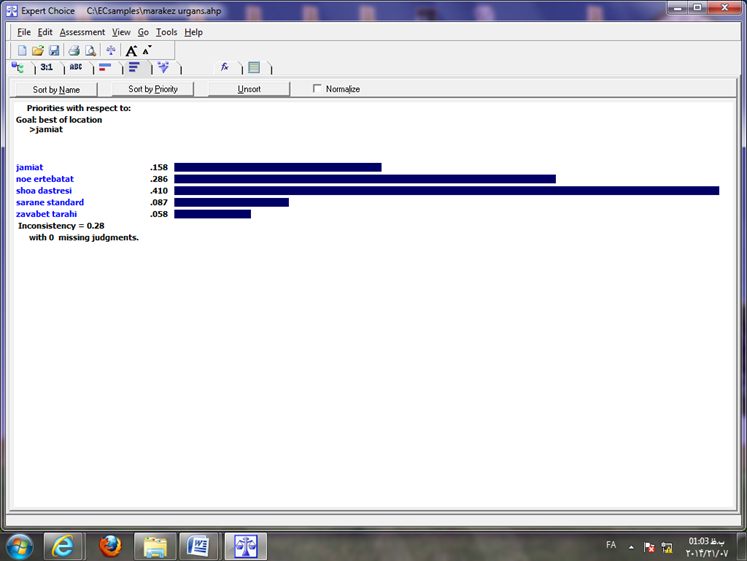 Expert Choice C:\ECsamples\marakez urgans.ahp
File Edit Assessment View Go Tools Help
A A
3:1 ABC fx
Sort by Name Sort by Priority Unsort Normalize
Priorities with respect to:
Goal: best of location
>jamiat
jamiat .158
noe ertebatat .286
shoa dastresi .410
sarane standard .087
zavabet tarahi .058
Inconsistency = 0.28
with 0 missing judgments.
FA
01:03 ب.ظ
۲۰۱۴/۲۱/۰۷